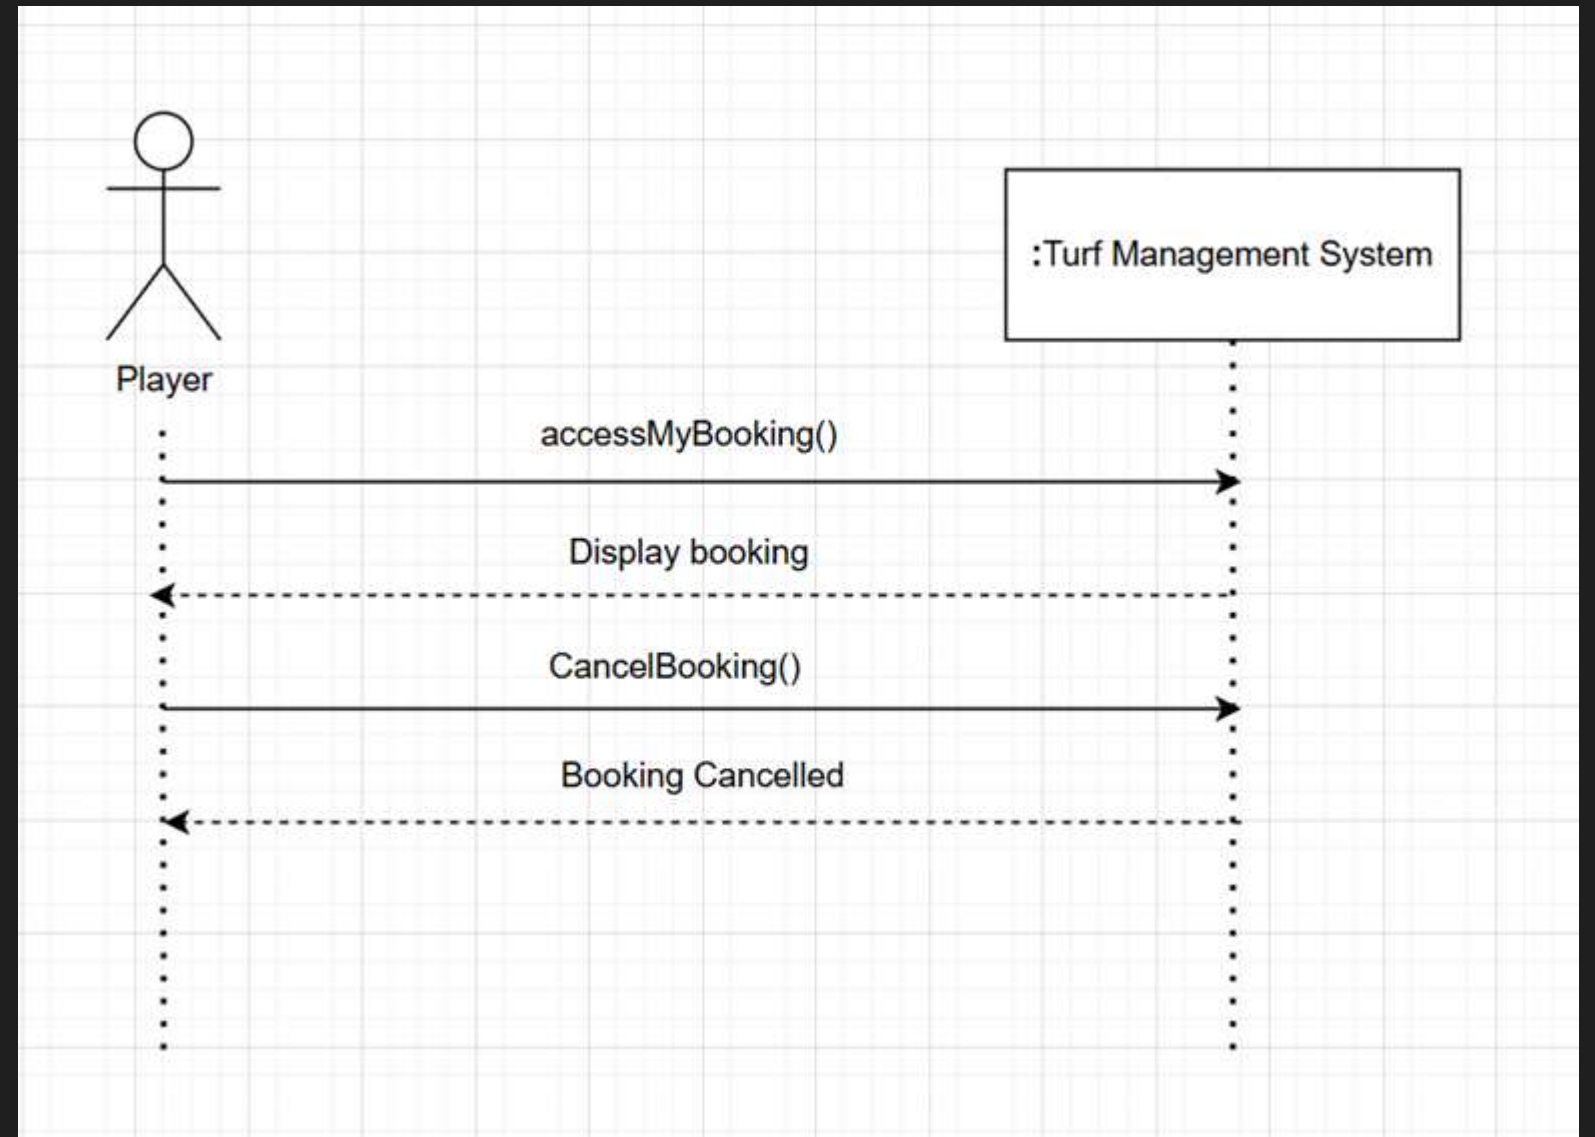 :Turf Management System
Player
accessMyBooking()
Display booking
CancelBooking()
Booking Cancelled